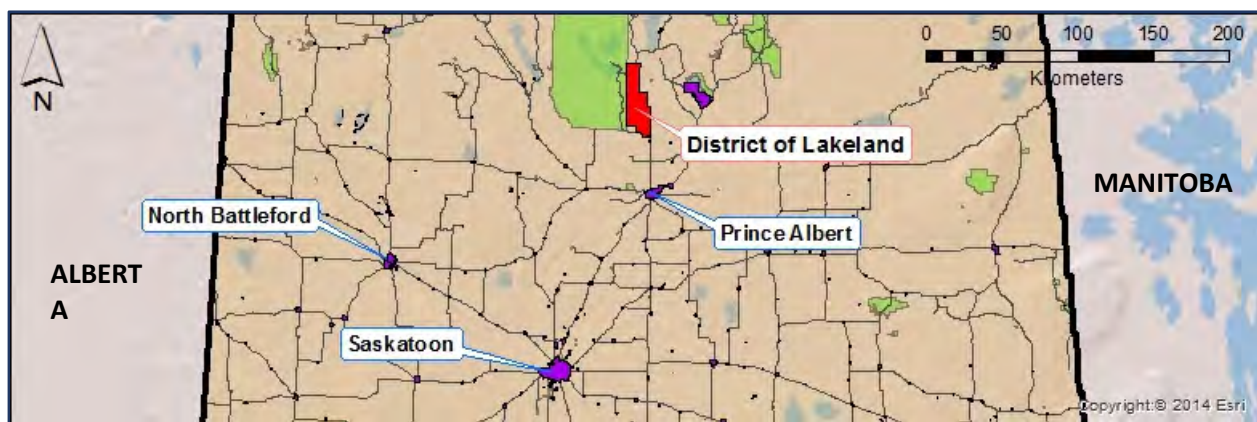 0 50 100 150 200
Kilometers
N
District of Lakeland
MANITOBA
North Battleford
Prince Albert
ALBERT
A
Saskatoon
Copyright:© 2014 Esri